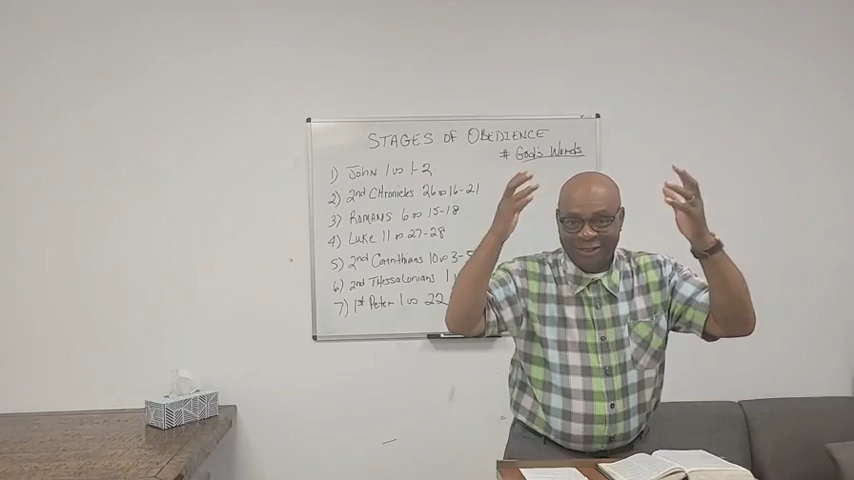 STAGES OF OBEDIENCE
# God's Words
1) John 1 vs 1-2
2) 2nd Chronicles 26 vs 16-21
3) Romans 6 vs 15-18
4) Luke 11 vs 27-28
5) 2nd Corinthians 10 vs 3-5
6) 2nd Thessalonians 1
7) 1st Peter 1 vs 22